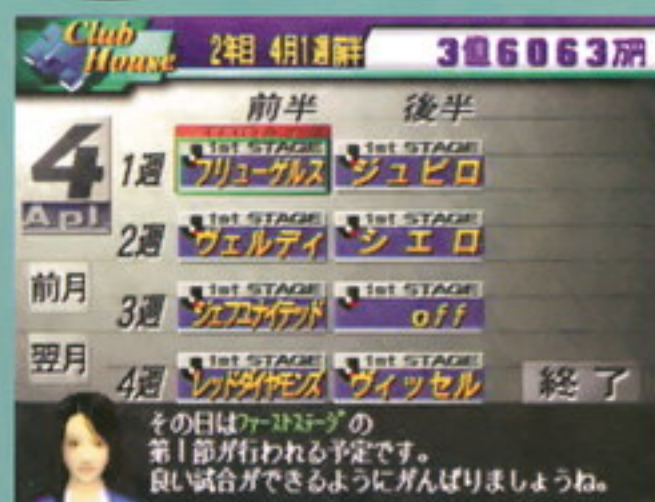 Club House 2年目 4月1週前半 3億6063万円
前半 後半
4 Apl
1週 1st STAGE フリューゲルス 1st STAGE ジュビロ
2週 1st STAGE ヴェルディ 1st STAGE シエロ
前月
3週 1st STAGE ジェフユナイテッド 1st STAGE off
翌月
4週 1st STAGE レッドダイヤモンズ 1st STAGE ヴィッセル 終了
その日はファーストステージの
第1節が行われる予定です。
良い試合ができるようにがんばりましょうね。